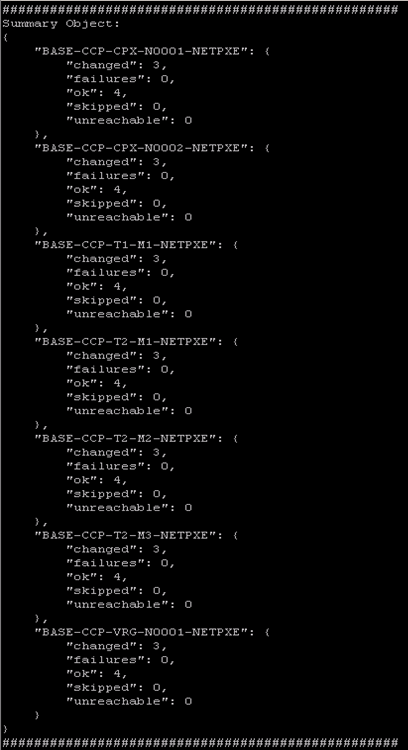 ##################################################
Summary Object:
{
    "BASE-CCP-CPX-N0001-NETPXE": {
        "changed": 3,
        "failures": 0,
        "ok": 4,
        "skipped": 0,
        "unreachable": 0
    },
    "BASE-CCP-CPX-N0002-NETPXE": {
        "changed": 3,
        "failures": 0,
        "ok": 4,
        "skipped": 0,
        "unreachable": 0
    },
    "BASE-CCP-T1-M1-NETPXE": {
        "changed": 3,
        "failures": 0,
        "ok": 4,
        "skipped": 0,
        "unreachable": 0
    },
    "BASE-CCP-T2-M1-NETPXE": {
        "changed": 3,
        "failures": 0,
        "ok": 4,
        "skipped": 0,
        "unreachable": 0
    },
    "BASE-CCP-T2-M2-NETPXE": {
        "changed": 3,
        "failures": 0,
        "ok": 4,
        "skipped": 0,
        "unreachable": 0
    },
    "BASE-CCP-T2-M3-NETPXE": {
        "changed": 3,
        "failures": 0,
        "ok": 4,
        "skipped": 0,
        "unreachable": 0
    },
    "BASE-CCP-VRG-N0001-NETPXE": {
        "changed": 3,
        "failures": 0,
        "ok": 4,
        "skipped": 0,
        "unreachable": 0
    }
}
##################################################